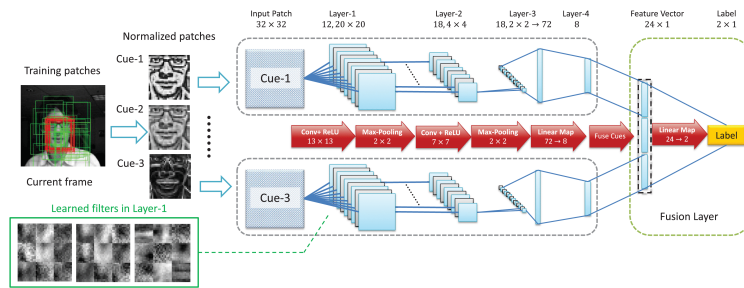 Normalized patches
Input Patch
32 × 32
Layer-1
12, 20 × 20
Layer-2
18, 4 × 4
Layer-3
18, 2 × 2 → 72
Layer-4
8
Feature Vector
24 × 1
Label
2 × 1
Training patches
Current frame
Cue-1
Cue-2
Cue-3
Cue-1
Conv+ ReLU
13 × 13
Max-Pooling
2 × 2
Conv + ReLU
7 × 7
Max-Pooling
2 × 2
Linear Map
72 → 8
Fuse Cues
Linear Map
24 → 2
Label
Cue-3
Fusion Layer
Learned filters in Layer-1